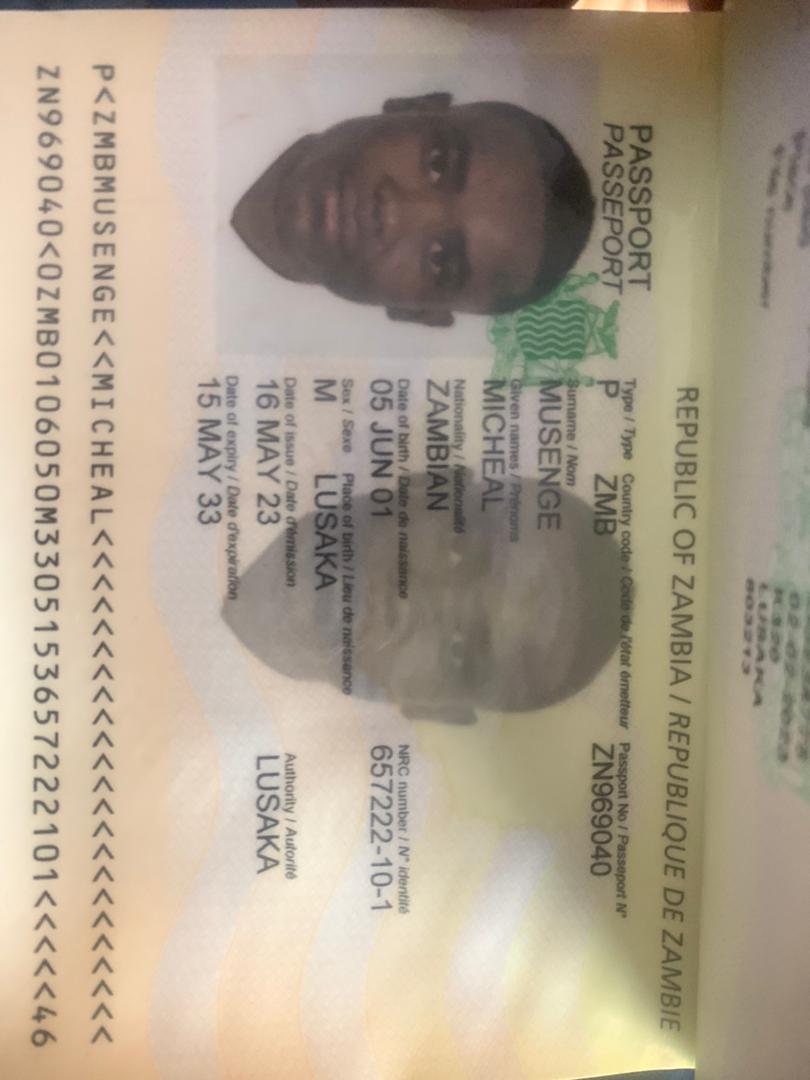 REPUBLIC OF ZAMBIA / REPUBLIQUE DE ZAMBIE
PASSPORT
PASSEPORT
Type / Type Country code / Code de l'état émetteur Passport No / Passeport N°
P ZMB ZN969040
Surname / Nom
MUSENGE
Given names / Prénoms
MICHEAL
Nationality / Nationalité
ZAMBIAN
Date of birth / Date de naissance NRC number / N° identité
05 JUN 01 657222-10-1
Sex / Sexe Place of birth / Lieu de naissance
M LUSAKA
Date of issue / Date d'émission Authority / Autorité
16 MAY 23 LUSAKA
Date of expiry / Date d'expiration
15 MAY 33
P<ZMBMUSENGE<<MICHEAL<<<<<<<<<<<<<<<<<<<<<<<
ZN969040<0ZMB0106050M3305153657222101<<<<<46
LUSAKA